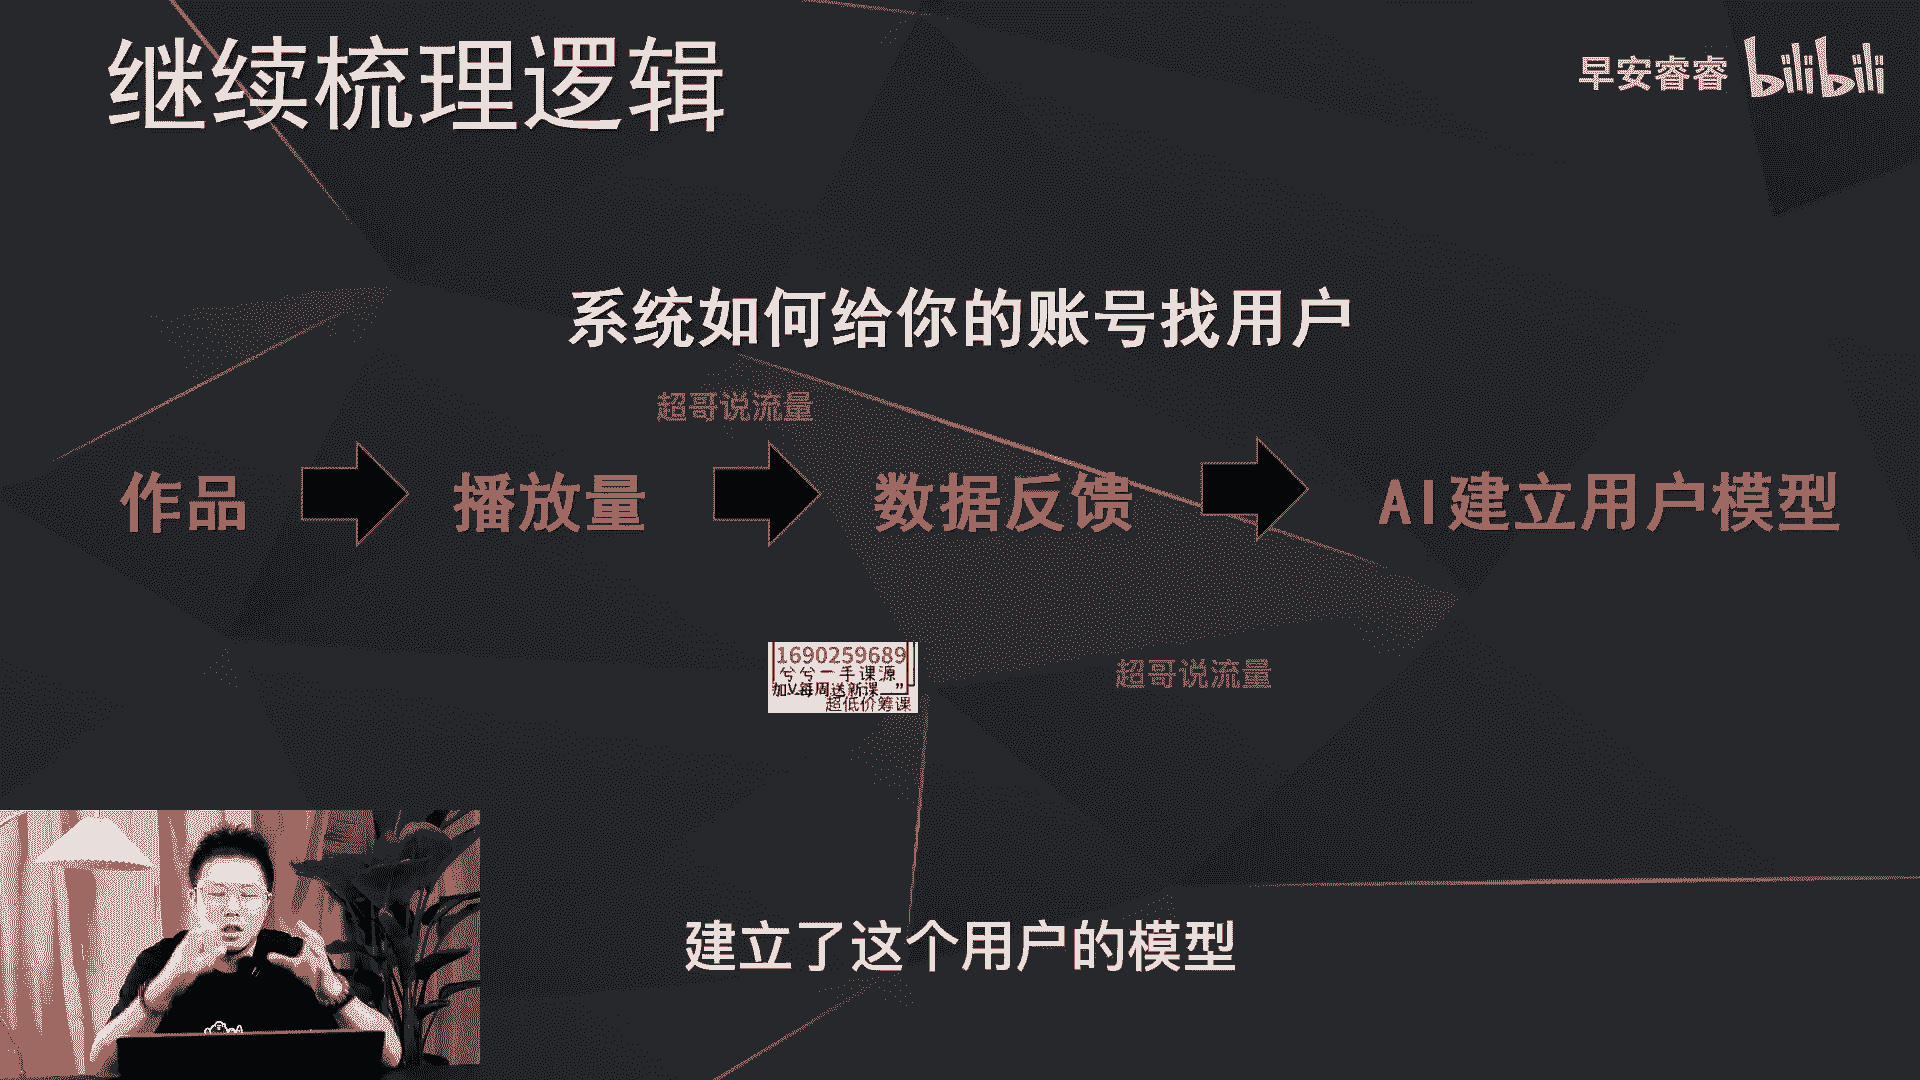 继续梳理逻辑
早安睿睿 bilibili
系统如何给你的账号找用户
超哥说流量
作品 播放量 数据反馈 AI建立用户模型
1690259689
兮兮一手课源
加V每周送新课
超低价筹课
超哥说流量
建立了这个用户的模型